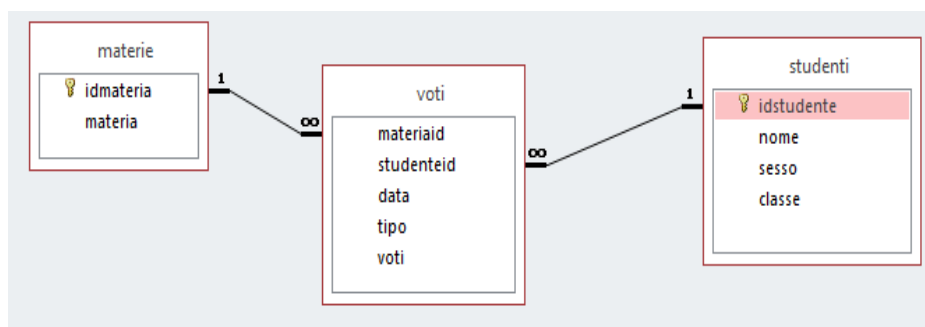 materie
idmateria
materia
1
∞
voti
materiaid
studenteid
data
tipo
voti
∞
1
studenti
idstudente
nome
sesso
classe